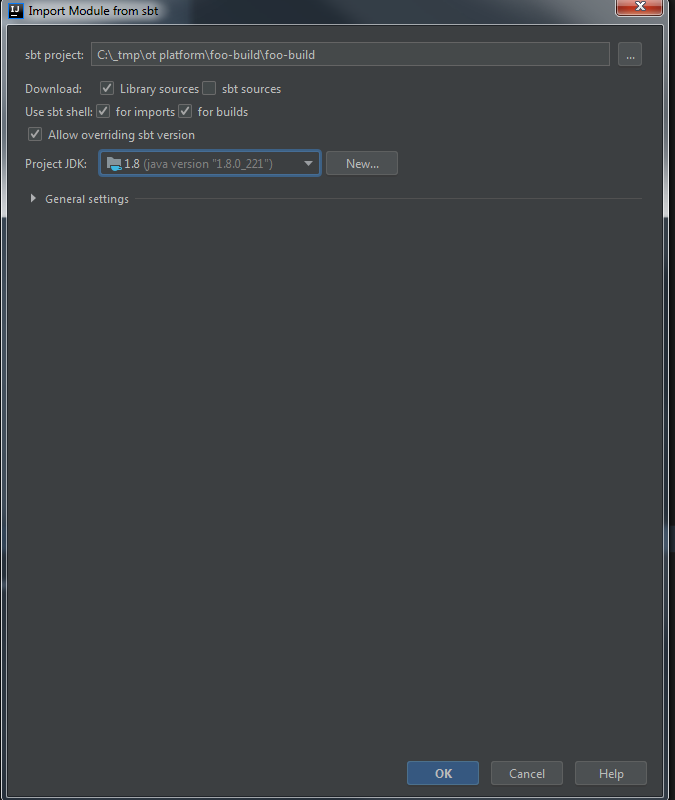 IJ Import Module from sbt
sbt project: C:\_tmp\ot platform\foo-build\foo-build ...
Download: Library sources sbt sources
Use sbt shell: for imports for builds
Allow overriding sbt version
Project JDK: 1.8 (java version "1.8.0_221") New...
General settings
OK Cancel Help